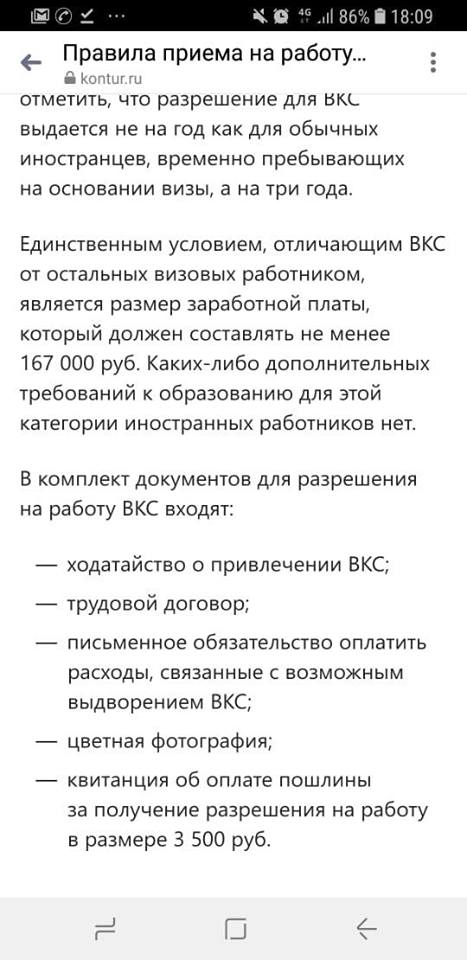 4G 86% 18:09
Правила приема на работу...
kontur.ru
отметить, что разрешение для ВКС
выдается не на год как для обычных
иностранцев, временно пребывающих
на основании визы, а на три года.
Единственным условием, отличающим ВКС
от остальных визовых работником,
является размер заработной платы,
который должен составлять не менее
167 000 руб. Каких-либо дополнительных
требований к образованию для этой
категории иностранных работников нет.
В комплект документов для разрешения
на работу ВКС входят:
— ходатайство о привлечении ВКС;
— трудовой договор;
— письменное обязательство оплатить
расходы, связанные с возможным
выдворением ВКС;
— цветная фотография;
— квитанция об оплате пошлины
за получение разрешения на работу
в размере 3 500 руб.